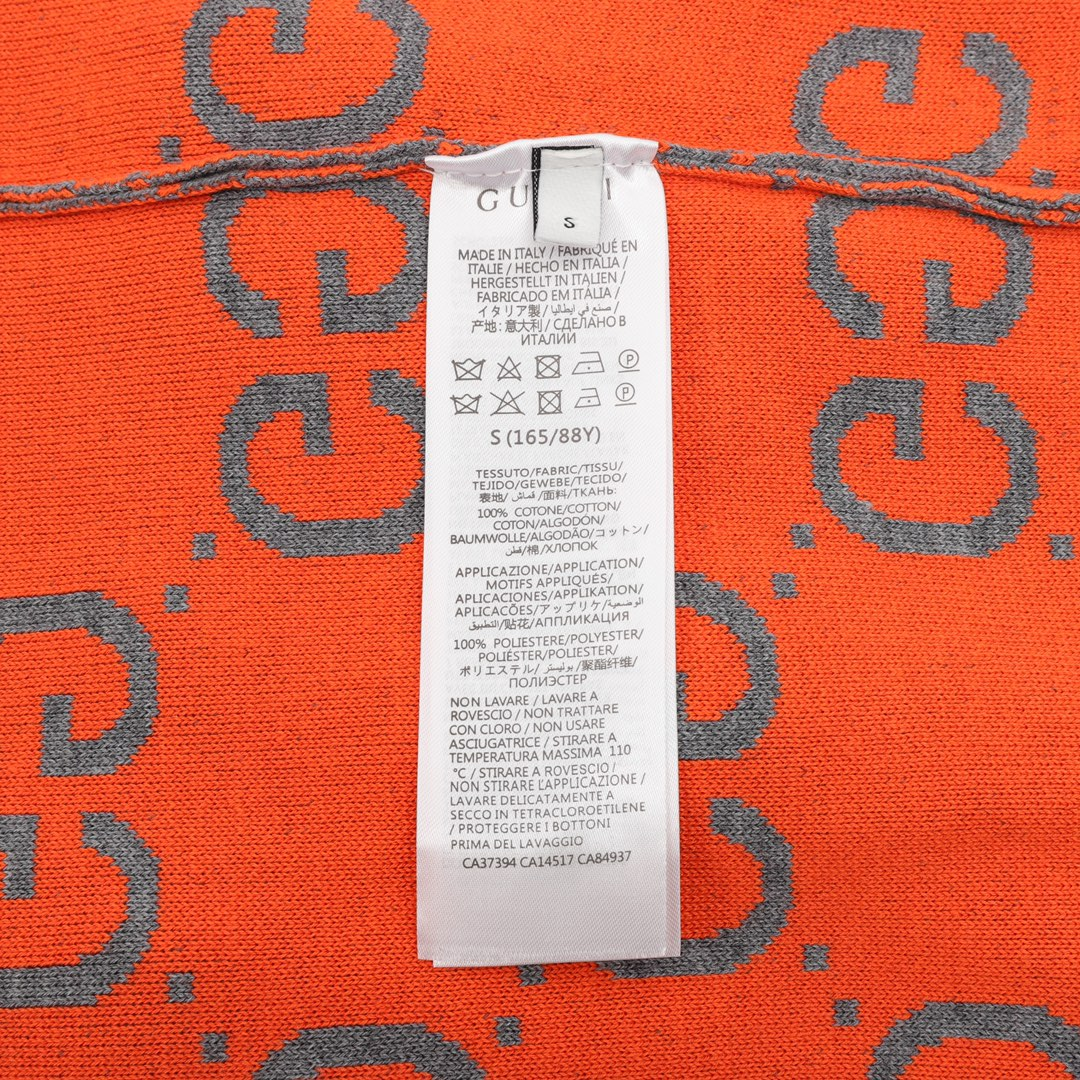 GU I
S
MADE IN ITALY / FABRIQUÉ EN
ITALIE / HECHO EN ITALIA /
HERGESTELLT IN ITALIEN /
FABRICADO EM ITÁLIA /
イタリア製 / صنع في ايطاليا /
产地: 意大利 / СДЕЛАНО В
ИТАЛИИ
P
P
S (165/88Y)
TESSUTO/FABRIC/TISSU/
TEJIDO/GEWEBE/TECIDO/
表地/ قماش /面料/ТКАНЬ:
100% COTONE/COTTON/
COTON/ALGODÓN/
BAUMWOLLE/ALGODÃO/コットン/
قطن/棉/ХЛОПОК
APPLICAZIONE/APPLICATION/
MOTIFS APPLIQUÉS/
APLICACIONES/APPLIKATION/
APLICACÕES/アップリケ/الوضعية/
التطبيق/贴花/АППЛИКАЦИЯ
100% POLIESTERE/POLYESTER/
POLIÉSTER/POLIESTER/
ポリエステル/ بوليستر /聚酯纤维/
ПОЛИЭСТЕР
NON LAVARE / LAVARE A
ROVESCIO / NON TRATTARE
CON CLORO / NON USARE
ASCIUGATRICE / STIRARE A
TEMPERATURA MASSIMA 110
°C / STIRARE A ROVESCIO /
NON STIRARE L'APPLICAZIONE /
LAVARE DELICATAMENTE A
SECCO IN TETRACLOROETILENE
/ PROTEGGERE I BOTTONI
PRIMA DEL LAVAGGIO
CA37394 CA14517 CA84937